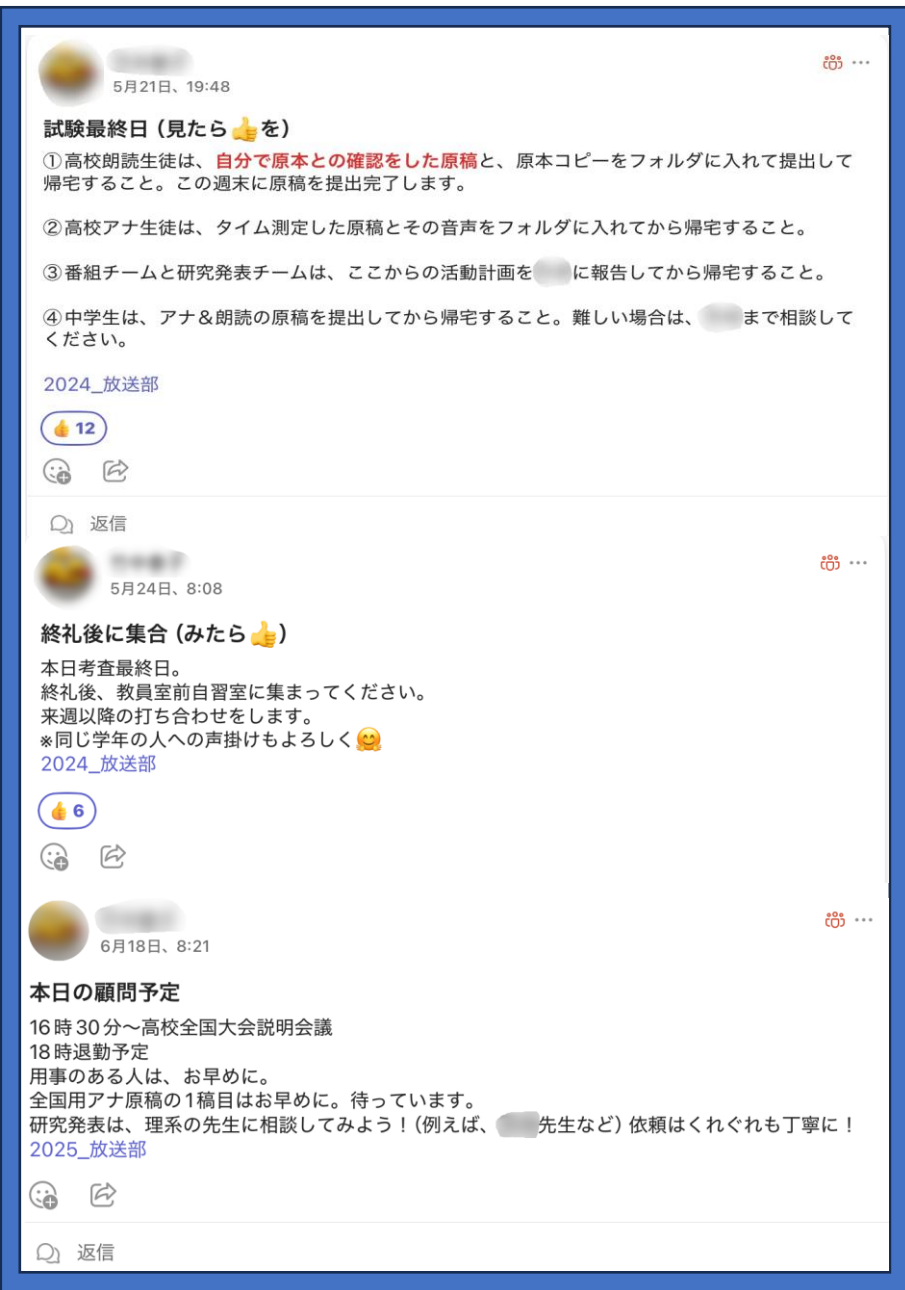 5月21日、19:48
試験最終日（見たら👍を）
①高校朗読生徒は、自分で原本との確認をした原稿と、原本コピーをフォルダに入れて提出して
帰宅すること。この週末に原稿を提出完了します。
②高校アナ生徒は、タイム測定した原稿とその音声をフォルダに入れてから帰宅すること。
③番組チームと研究発表チームは、ここからの活動計画を に報告してから帰宅すること。
④中学生は、アナ＆朗読の原稿を提出してから帰宅すること。難しい場合は、 まで相談して
ください。
2024_放送部
👍 12
返信
5月24日、8:08
終礼後に集合（みたら👍）
本日考査最終日。
終礼後、教員室前自習室に集まってください。
来週以降の打ち合わせをします。
※同じ学年の人への声掛けもよろしく🤗
2024_放送部
👍 6
6月18日、8:21
本日の顧問予定
16時30分〜高校全国大会説明会議
18時退勤予定
用事のある人は、お早めに。
全国用アナ原稿の1稿目はお早めに。待っています。
研究発表は、理系の先生に相談してみよう！（例えば、 先生など）依頼はくれぐれも丁寧に！
2025_放送部
返信